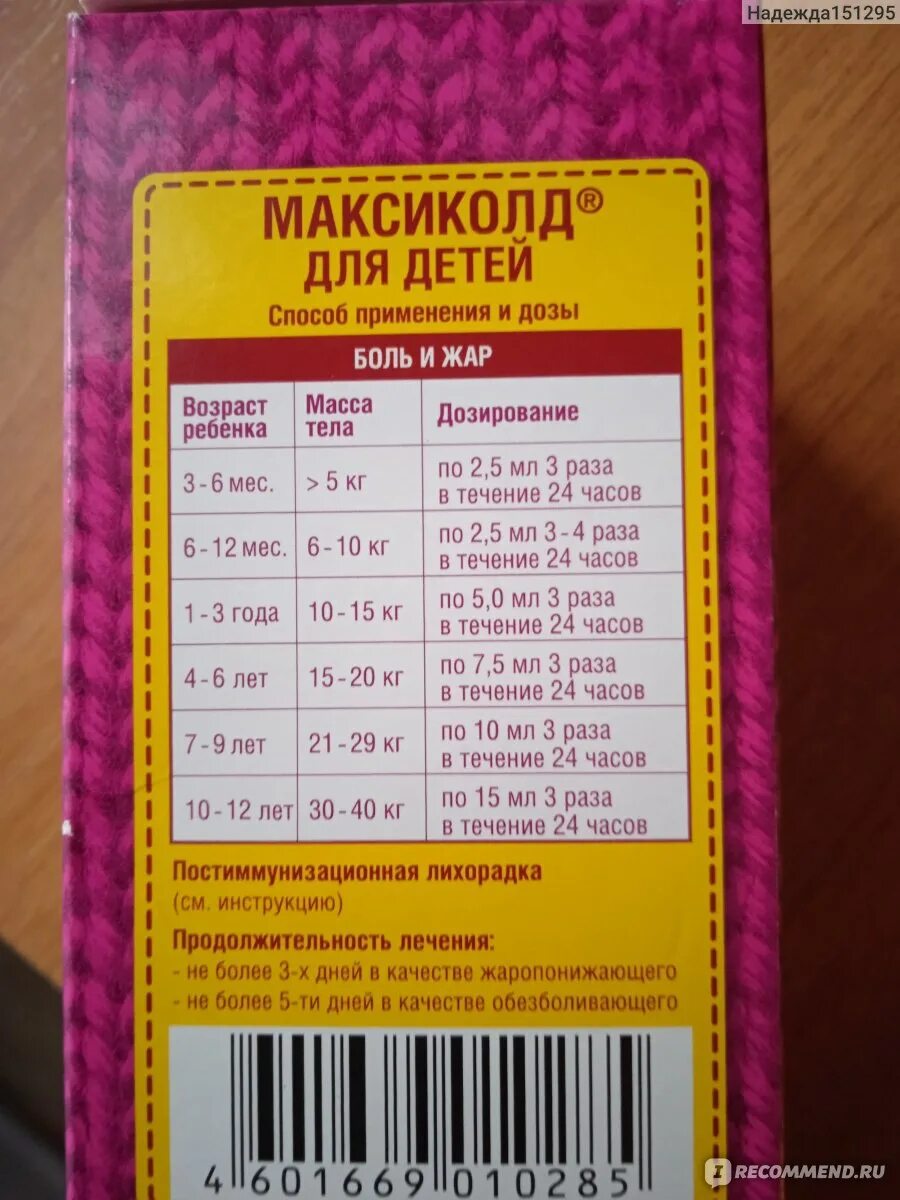 Надежда151295
МАКСИКОЛД®
ДЛЯ ДЕТЕЙ
Способ применения и дозы
БОЛЬ И ЖАР
Возраст ребенка Масса тела Дозирование
3-6 мес. > 5 кг по 2,5 мл 3 раза в течение 24 часов
6-12 мес. 6-10 кг по 2,5 мл 3-4 раза в течение 24 часов
1-3 года 10-15 кг по 5,0 мл 3 раза в течение 24 часов
4-6 лет 15-20 кг по 7,5 мл 3 раза в течение 24 часов
7-9 лет 21-29 кг по 10 мл 3 раза в течение 24 часов
10-12 лет 30-40 кг по 15 мл 3 раза в течение 24 часов
Постиммунизационная лихорадка
(см. инструкцию)
Продолжительность лечения:
- не более 3-х дней в качестве жаропонижающего
- не более 5-ти дней в качестве обезболивающего
4 601669 010285
IRECOMMEND.RU